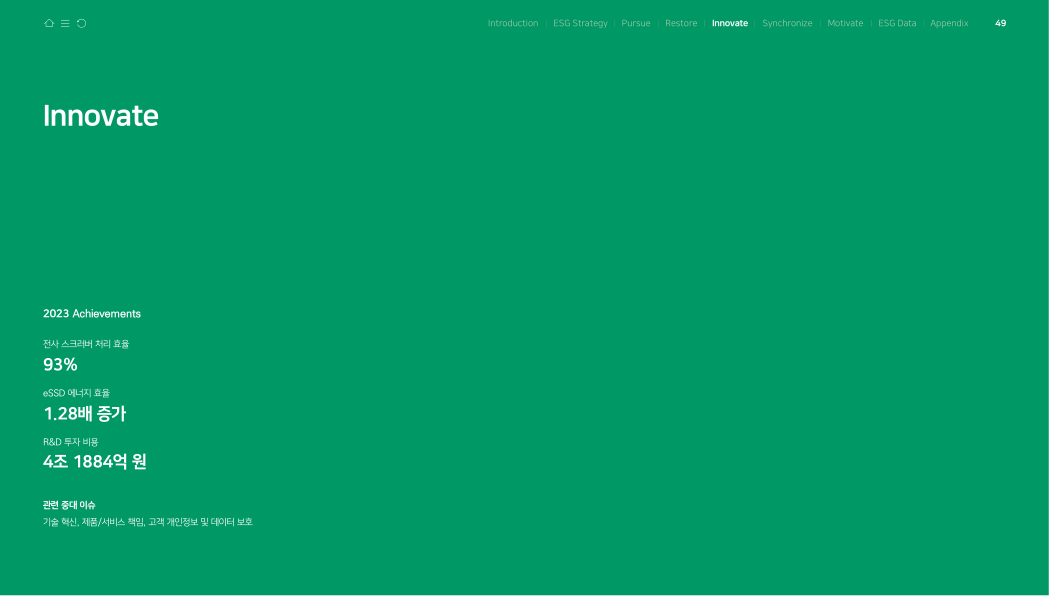 Introduction | ESG Strategy | Pursue | Restore | Innovate | Synchronize | Motivate | ESG Data | Appendix 49
Innovate
2023 Achievements
전사 스크러버 처리 효율
93%
eSSD 에너지 효율
1.28배 증가
R&D 투자 비용
4조 1884억 원
관련 중대 이슈
기술 혁신, 제품/서비스 책임, 고객 개인정보 및 데이터 보호